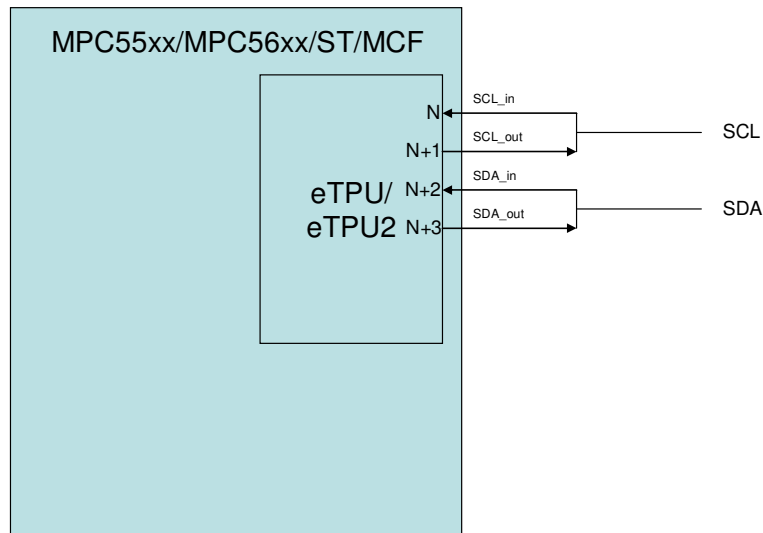 MPC55xx/MPC56xx/ST/MCF
SCL_in
N
SCL_out
SCL
N+1
SDA_in
eTPU/ N+2
SDA_out
SDA
eTPU2 N+3